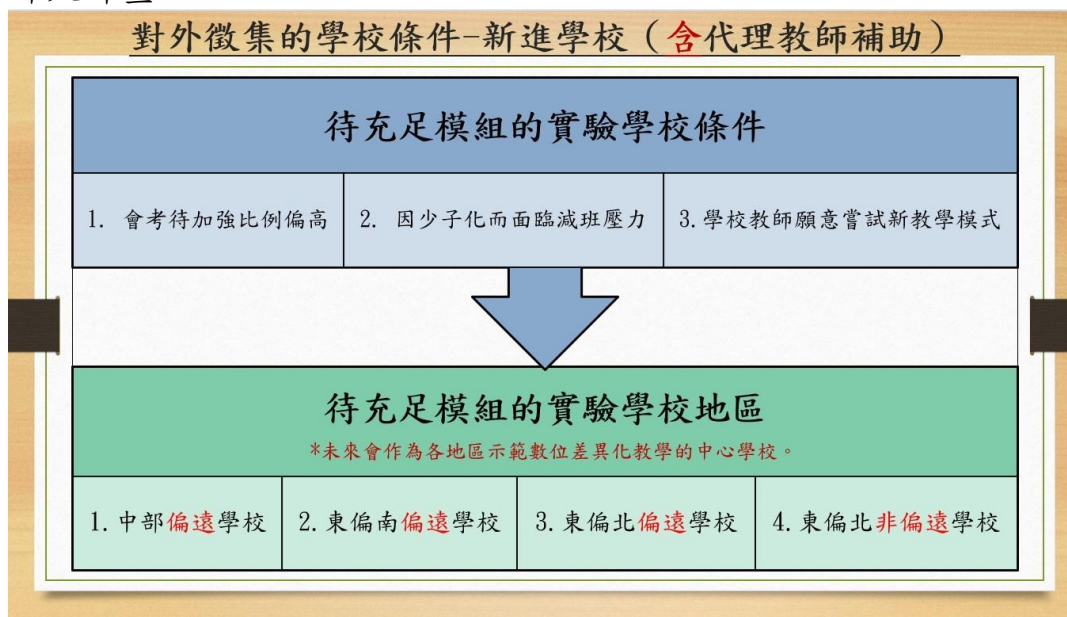 對外徵集的學校條件-新進學校（含代理教師補助）
待充足模組的實驗學校條件
1. 會考待加強比例偏高
2. 因少子化而面臨減班壓力
3.學校教師願意嘗試新教學模式
待充足模組的實驗學校地區
*未來會作為各地區示範數位差異化教學的中心學校。
1.中部偏遠學校
2.東偏南偏遠學校
3.東偏北偏遠學校
4.東偏北非偏遠學校